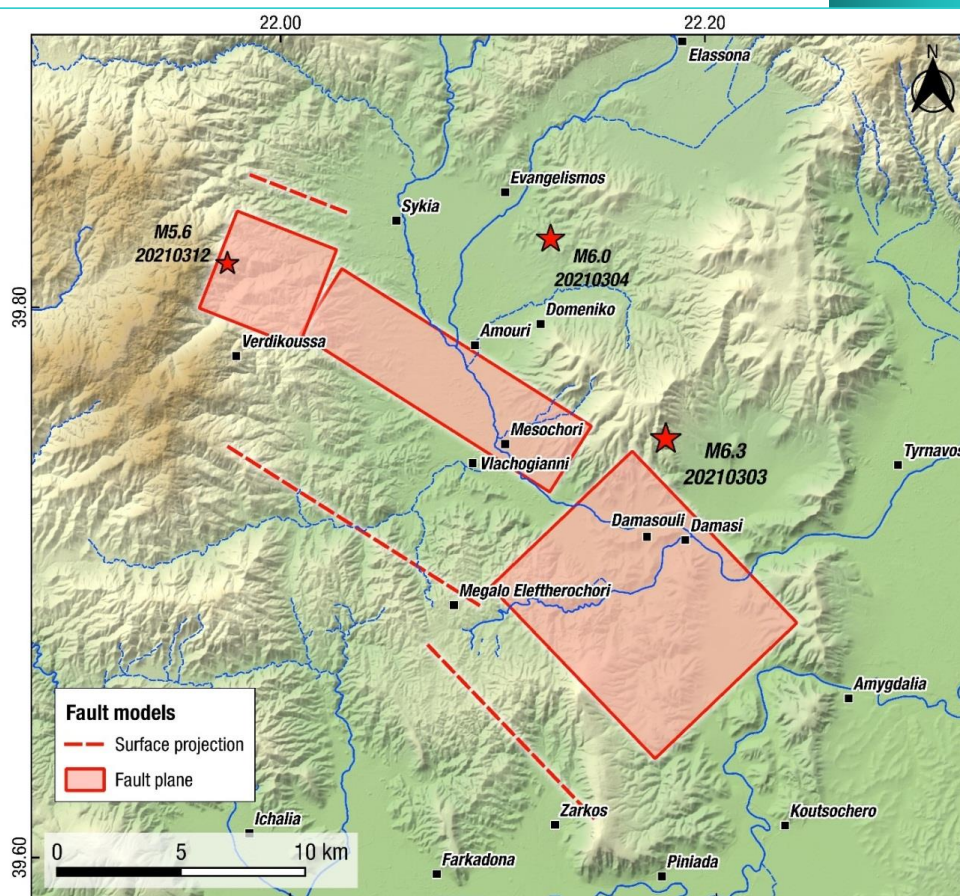 22.00
22.20
Elassona
N
Evangelismos
Sykia
M5.6
20210312
M6.0
20210304
39.80
Domeniko
Amouri
Verdikoussa
Mesochori
M6.3
20210303
Tyrnavos
Vlachogianni
Damasouli
Damasi
Megalo Eleftherochori
Amygdalia
Fault models
Surface projection
Fault plane
Zarkos
Koutsochero
Ichalia
39.60
0 5 10 km
Farkadona
Piniada